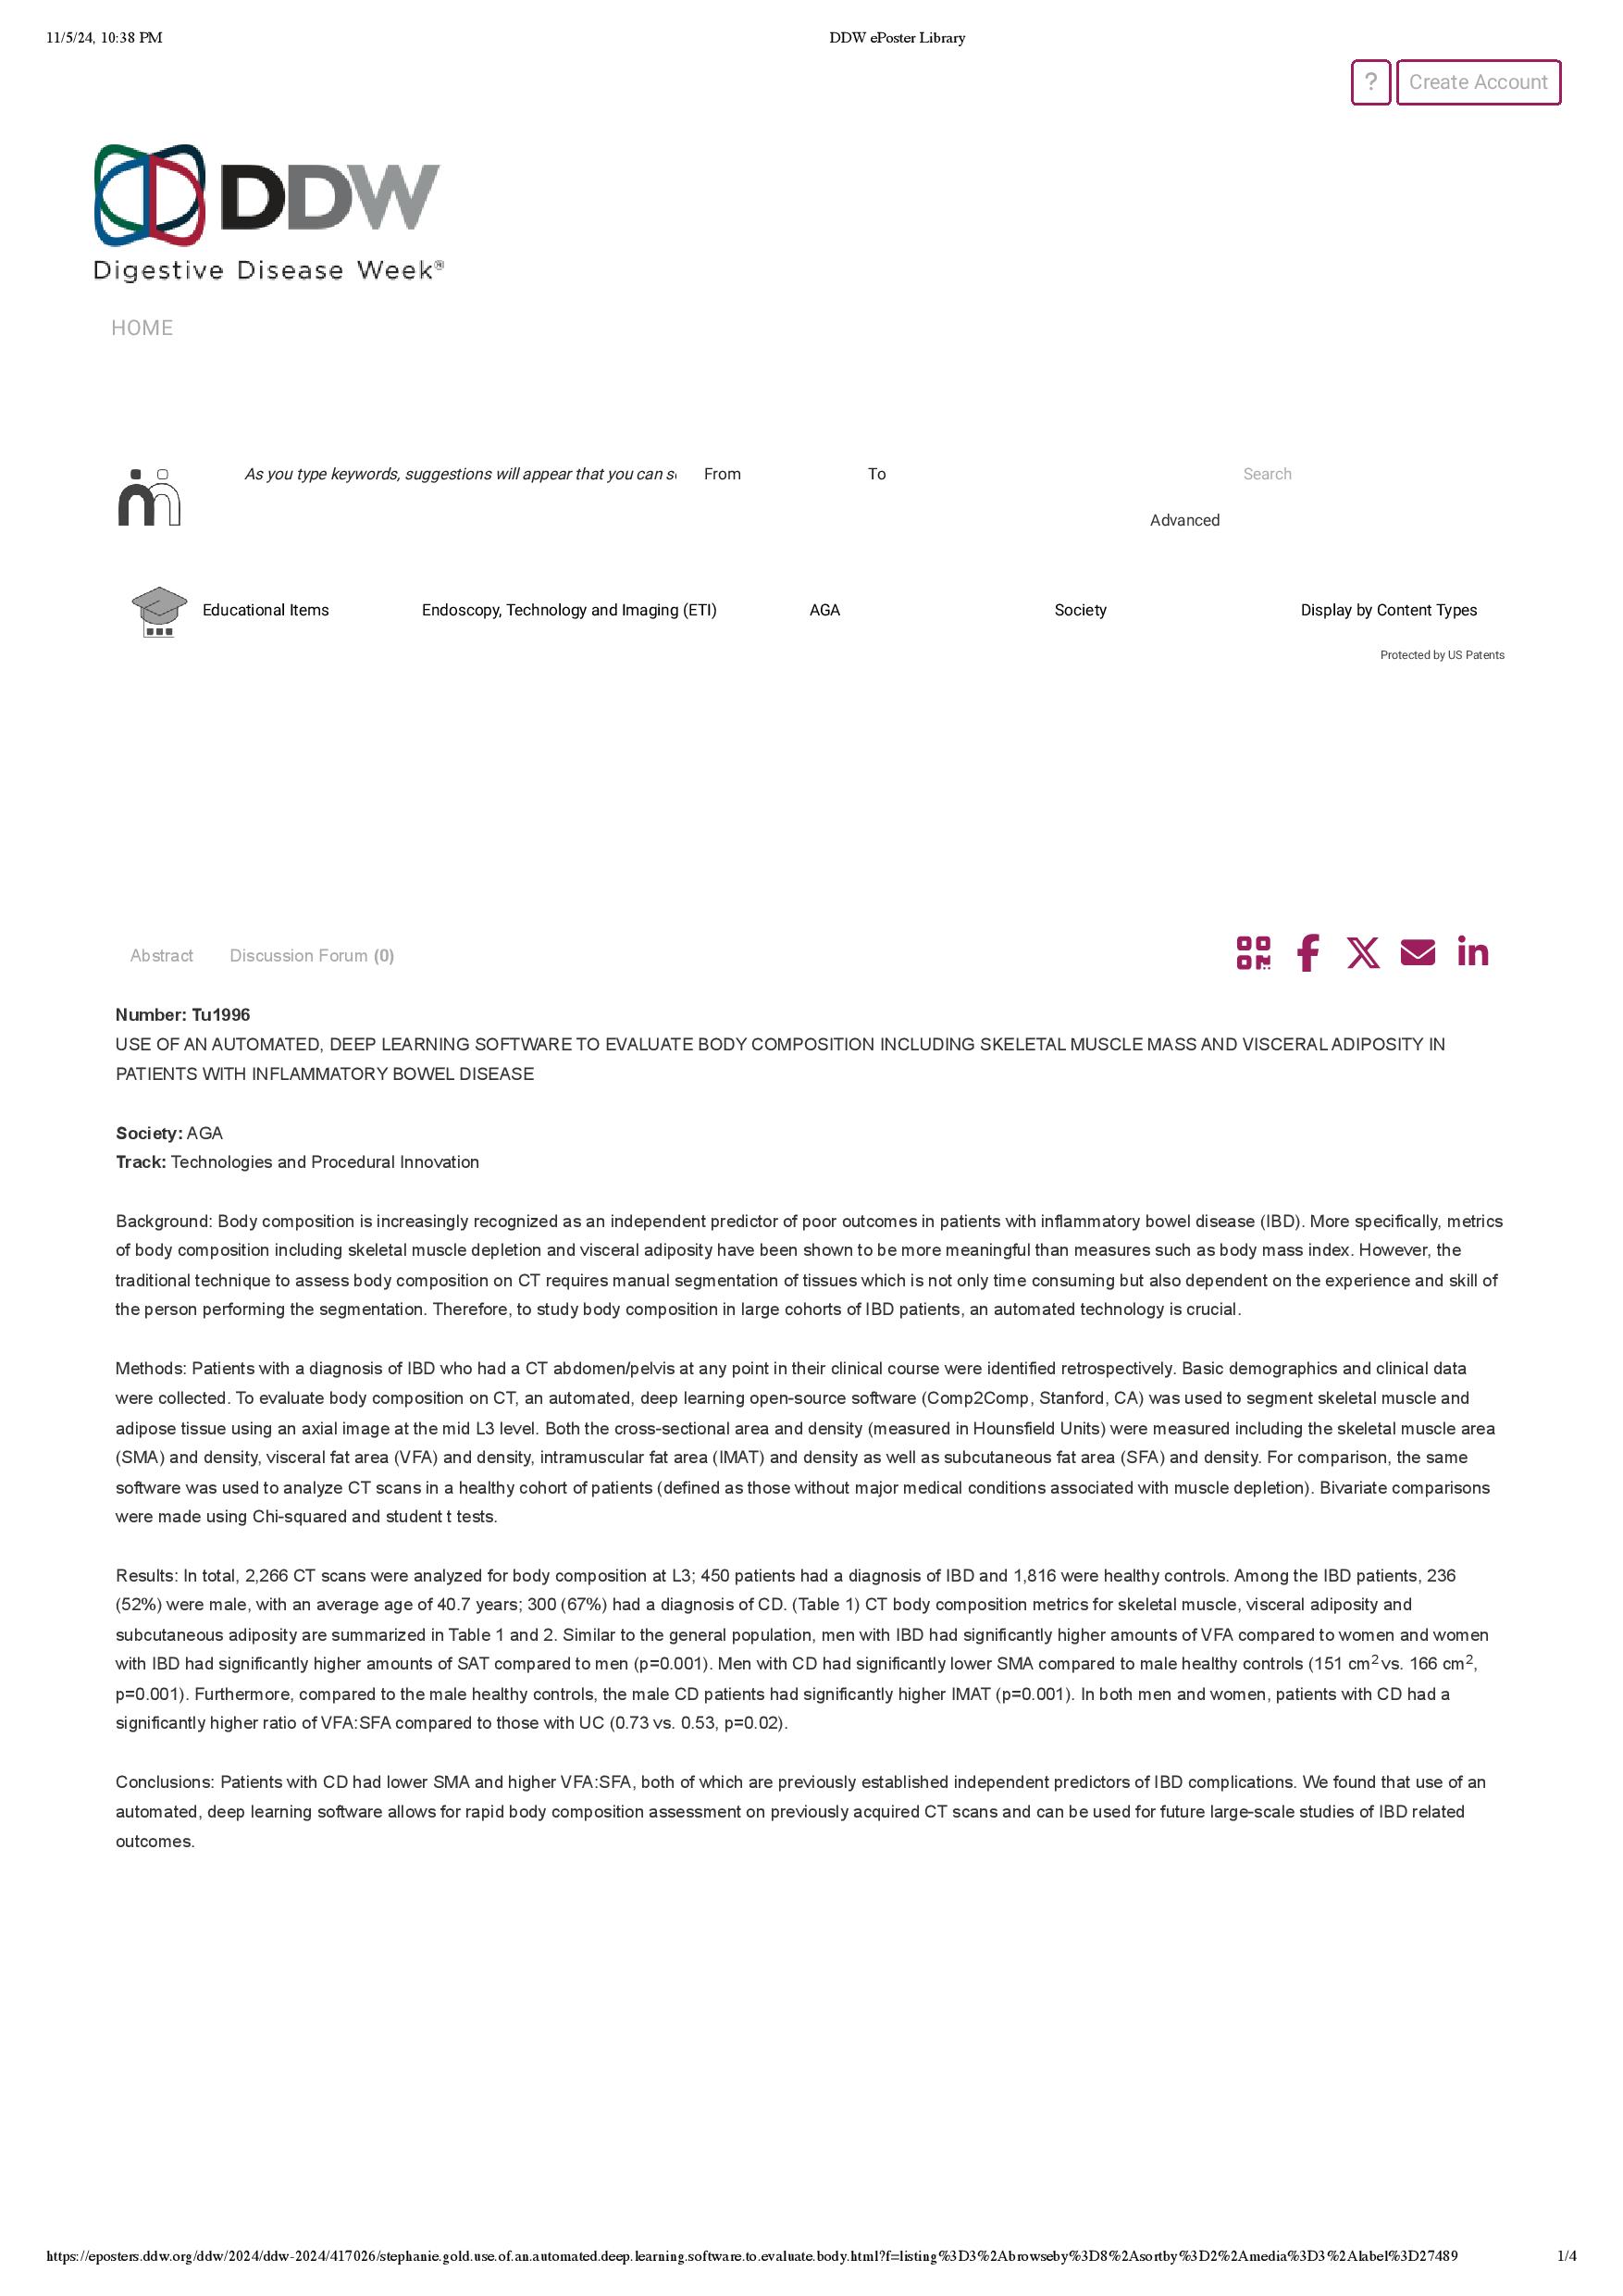 11/5/24, 10:38 PM
DDW ePoster Library
?
Create Account
DDW
Digestive Disease Week®
HOME
As you type keywords, suggestions will appear that you can s
From
To
Search
Advanced
Educational Items
Endoscopy, Technology and Imaging (ETI)
AGA
Society
Display by Content Types
Protected by US Patents
Abstract
Discussion Forum (0)
Number: Tu1996
USE OF AN AUTOMATED, DEEP LEARNING SOFTWARE TO EVALUATE BODY COMPOSITION INCLUDING SKELETAL MUSCLE MASS AND VISCERAL ADIPOSITY IN
PATIENTS WITH INFLAMMATORY BOWEL DISEASE
Society: AGA
Track: Technologies and Procedural Innovation
Background: Body composition is increasingly recognized as an independent predictor of poor outcomes in patients with inflammatory bowel disease (IBD). More specifically, metrics
of body composition including skeletal muscle depletion and visceral adiposity have been shown to be more meaningful than measures such as body mass index. However, the
traditional technique to assess body composition on CT requires manual segmentation of tissues which is not only time consuming but also dependent on the experience and skill of
the person performing the segmentation. Therefore, to study body composition in large cohorts of IBD patients, an automated technology is crucial.
Methods: Patients with a diagnosis of IBD who had a CT abdomen/pelvis at any point in their clinical course were identified retrospectively. Basic demographics and clinical data
were collected. To evaluate body composition on CT, an automated, deep learning open-source software (Comp2Comp, Stanford, CA) was used to segment skeletal muscle and
adipose tissue using an axial image at the mid L3 level. Both the cross-sectional area and density (measured in Hounsfield Units) were measured including the skeletal muscle area
(SMA) and density, visceral fat area (VFA) and density, intramuscular fat area (IMAT) and density as well as subcutaneous fat area (SFA) and density. For comparison, the same
software was used to analyze CT scans in a healthy cohort of patients (defined as those without major medical conditions associated with muscle depletion). Bivariate comparisons
were made using Chi-squared and student t tests.
Results: In total, 2,266 CT scans were analyzed for body composition at L3; 450 patients had a diagnosis of IBD and 1,816 were healthy controls. Among the IBD patients, 236
(52%) were male, with an average age of 40.7 years; 300 (67%) had a diagnosis of CD. (Table 1) CT body composition metrics for skeletal muscle, visceral adiposity and
subcutaneous adiposity are summarized in Table 1 and 2. Similar to the general population, men with IBD had significantly higher amounts of VFA compared to women and women
with IBD had significantly higher amounts of SAT compared to men (p=0.001). Men with CD had significantly lower SMA compared to male healthy controls (151 cm² vs. 166 cm²,
p=0.001). Furthermore, compared to the male healthy controls, the male CD patients had significantly higher IMAT (p=0.001). In both men and women, patients with CD had a
significantly higher ratio of VFA:SFA compared to those with UC (0.73 vs. 0.53, p=0.02).
Conclusions: Patients with CD had lower SMA and higher VFA:SFA, both of which are previously established independent predictors of IBD complications. We found that use of an
automated, deep learning software allows for rapid body composition assessment on previously acquired CT scans and can be used for future large-scale studies of IBD related
outcomes.
https://eposters.ddw.org/ddw/2024/ddw-2024/417026/stephanie.gold.use.of.an.automated.deep.learning.software.to.evaluate.body.html?f=listing%3D3%2Abrowseby%3D8%2Asortby%3D2%2Amedia%3D3%2Alabel%3D27489
1/4